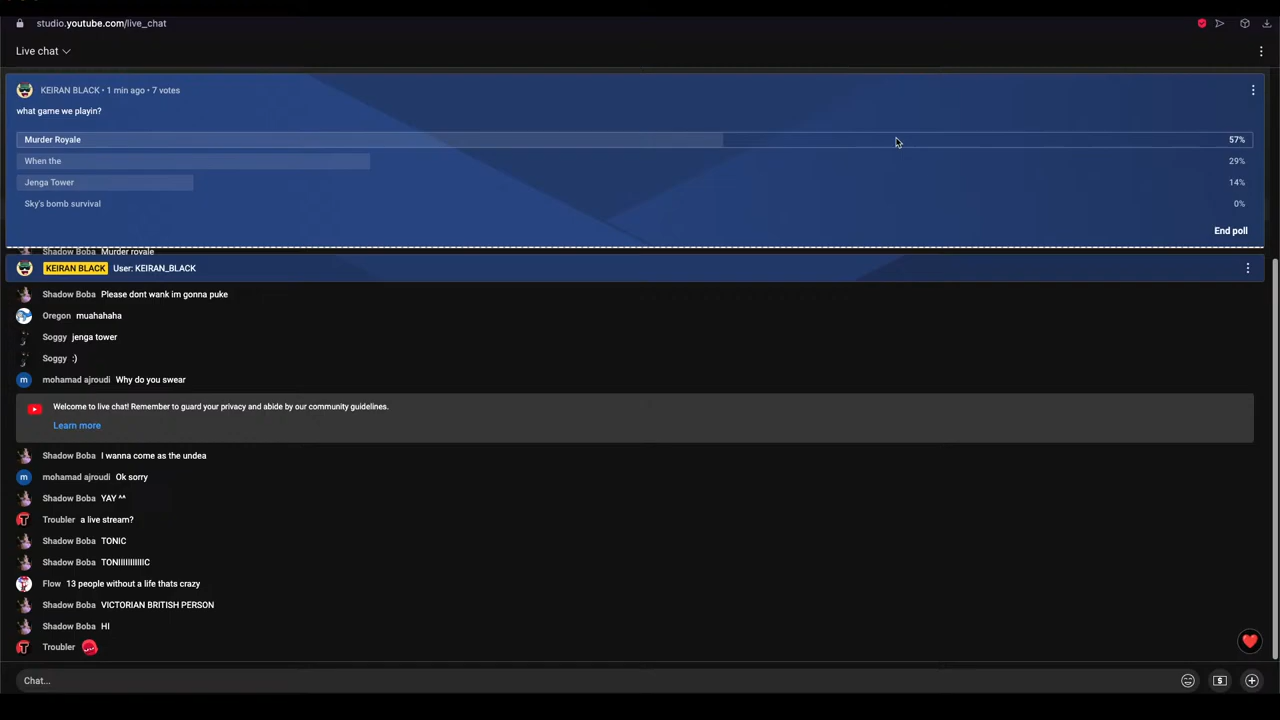 studio.youtube.com/live_chat
Live chat
KEIRAN BLACK • 1 min ago • 7 votes
what game we playin?
Murder Royale 57%
When the 29%
Jenga Tower 14%
Sky's bomb survival 0%
End poll
Shadow Boba Murder royale
KEIRAN BLACK User: KEIRAN_BLACK
Shadow Boba Please dont wank im gonna puke
Oregon muahahaha
Soggy jenga tower
Soggy :)
m mohamad ajroudi Why do you swear
Welcome to live chat! Remember to guard your privacy and abide by our community guidelines.
Learn more
Shadow Boba I wanna come as the undea
m mohamad ajroudi Ok sorry
Shadow Boba YAY ^^
Troubler a live stream?
Shadow Boba TONIC
Shadow Boba TONIIIIIIIIIIC
Flow 13 people without a life thats crazy
Shadow Boba VICTORIAN BRITISH PERSON
Shadow Boba HI
Troubler
Chat...